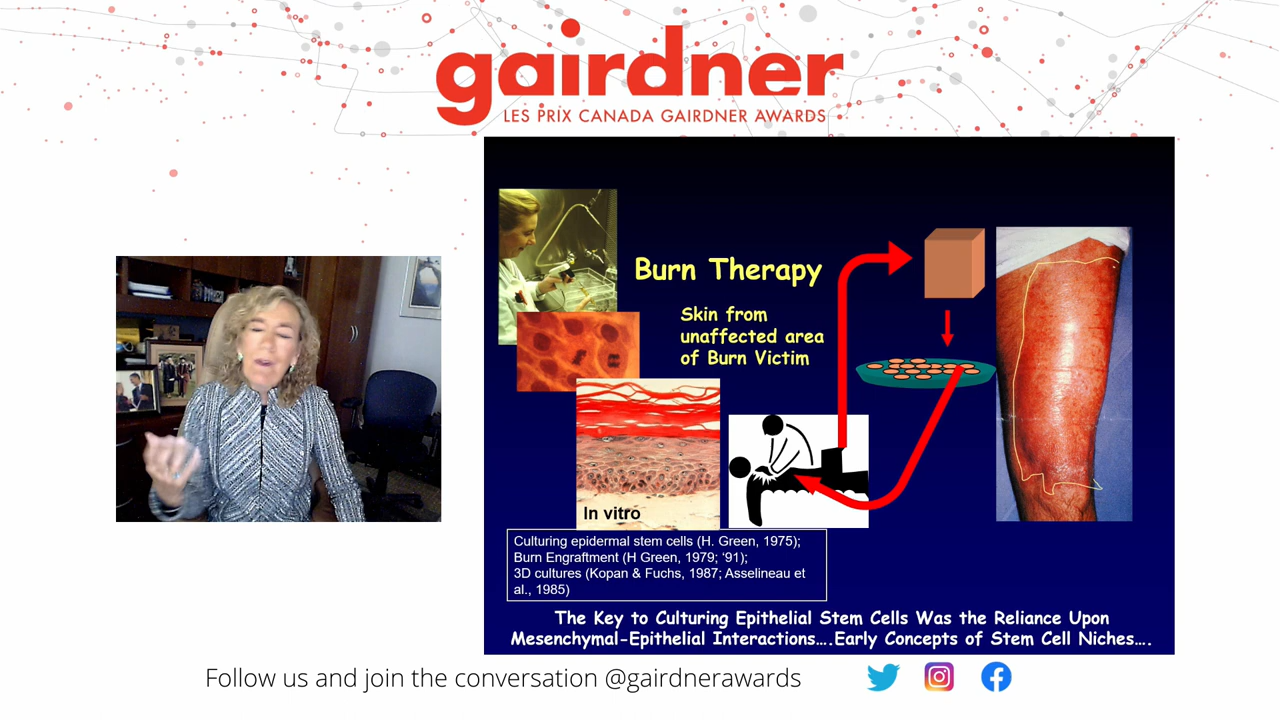 gairdner
LES PRIX CANADA GAIRDNER AWARDS
Burn Therapy
Skin from
unaffected area
of Burn Victim
In vitro
Culturing epidermal stem cells (H. Green, 1975);
Burn Engraftment (H Green, 1979; ‘91);
3D cultures (Kopan & Fuchs, 1987; Asselineau et
al., 1985)
The Key to Culturing Epithelial Stem Cells Was the Reliance Upon
Mesenchymal-Epithelial Interactions….Early Concepts of Stem Cell Niches….
Follow us and join the conversation @gairdnerawards